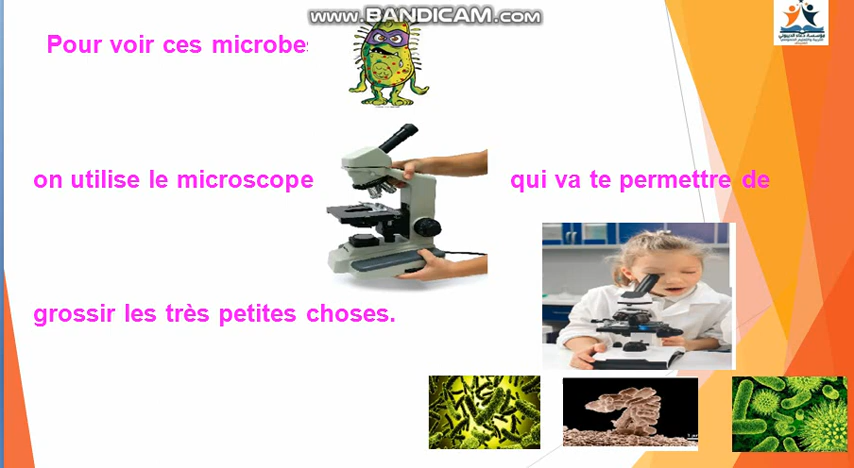 www.BANDICAM.com
Pour voir ces microbes
on utilise le microscope qui va te permettre de
grossir les très petites choses.